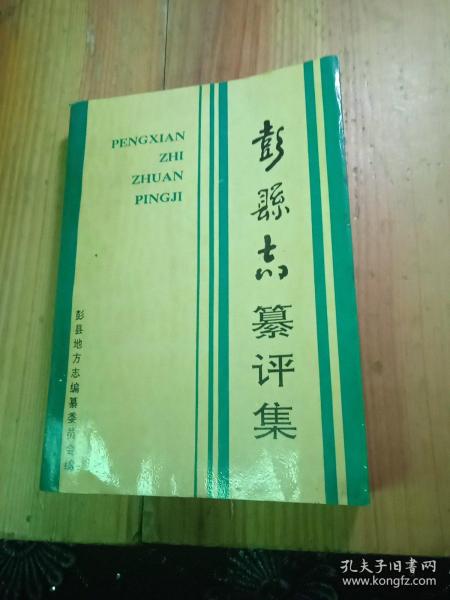 PENGXIAN
ZHI
ZHUAN
PINGJI
彭縣志
纂评集
彭县地方志编纂委员会编
孔夫子旧书网
www.kongfz.com